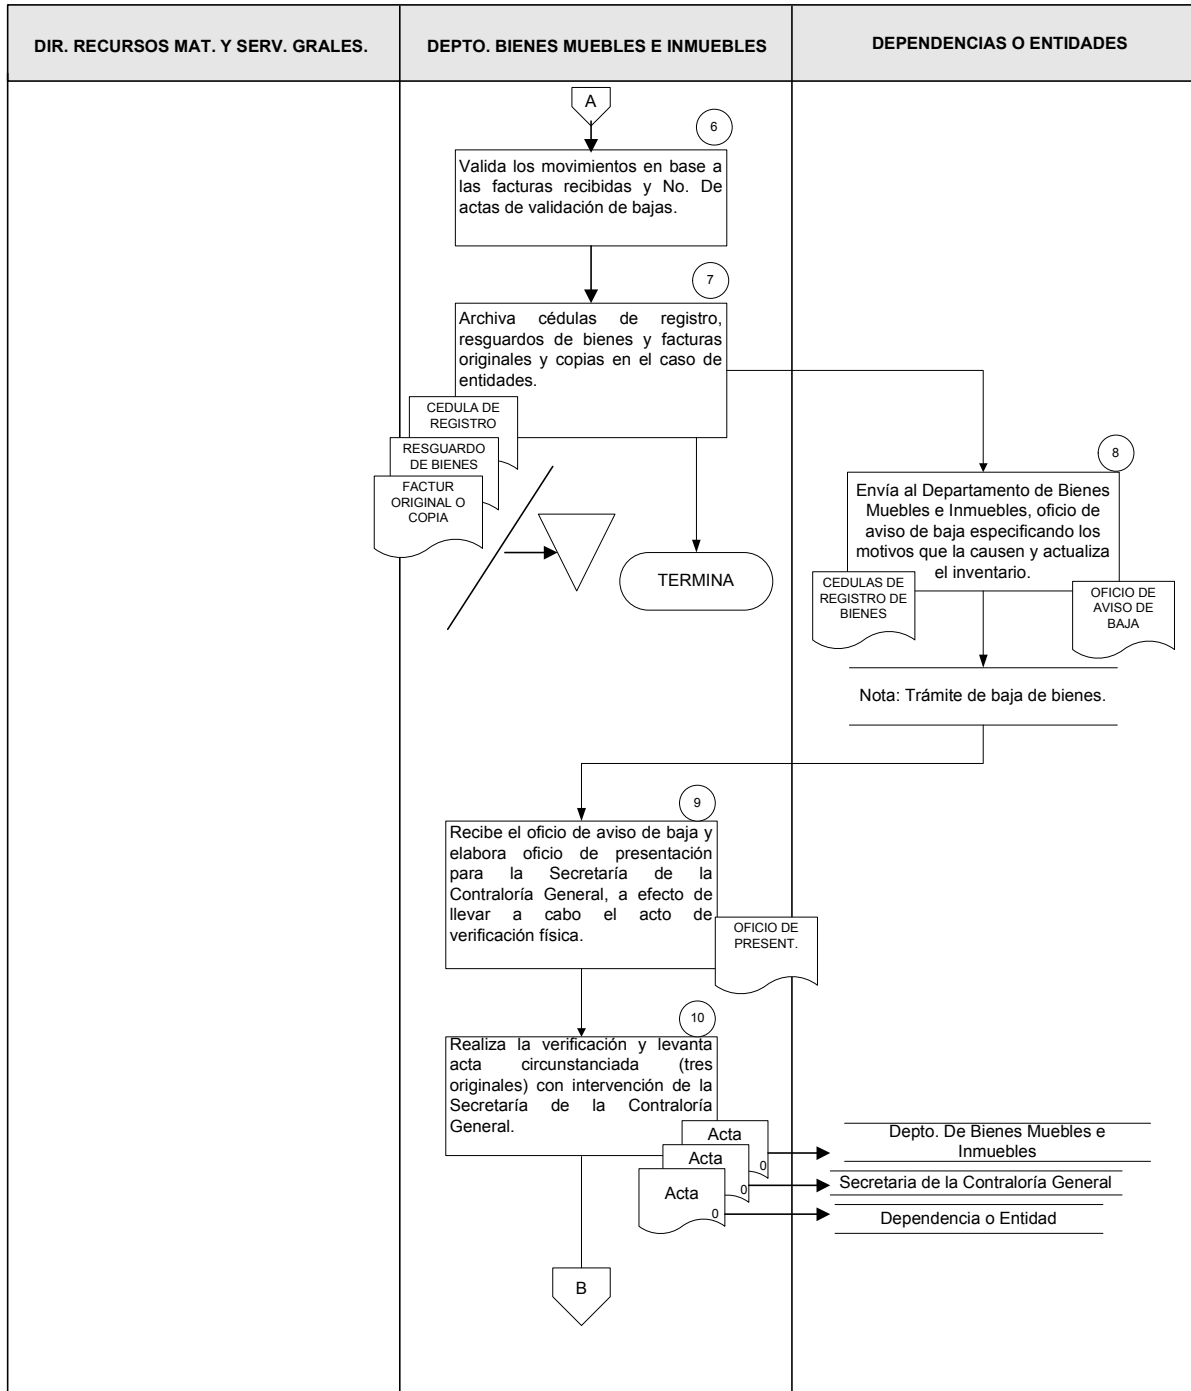 DIR. RECURSOS MAT. Y SERV. GRALES.
DEPTO. BIENES MUEBLES E INMUEBLES
DEPENDENCIAS O ENTIDADES
A
6
Valida los movimientos en base a
las facturas recibidas y No. De
actas de validación de bajas.
7
Archiva cédulas de registro,
resguardos de bienes y facturas
originales y copias en el caso de
entidades.
CEDULA DE
REGISTRO
RESGUARDO
DE BIENES
FACTUR
ORIGINAL O
COPIA
TERMINA
8
Envía al Departamento de Bienes
Muebles e Inmuebles, oficio de
aviso de baja especificando los
motivos que la causen y actualiza
el inventario.
CEDULAS DE
REGISTRO DE
BIENES
OFICIO DE
AVISO DE
BAJA
Nota: Trámite de baja de bienes.
9
Recibe el oficio de aviso de baja y
elabora oficio de presentación
para la Secretaría de la
Contraloría General, a efecto de
llevar a cabo el acto de
verificación física.
OFICIO DE
PRESENT.
10
Realiza la verificación y levanta
acta circunstanciada (tres
originales) con intervención de la
Secretaría de la Contraloría
General.
Acta
0
Acta
0
Acta
0
Depto. De Bienes Muebles e
Inmuebles
Secretaria de la Contraloría General
Dependencia o Entidad
B